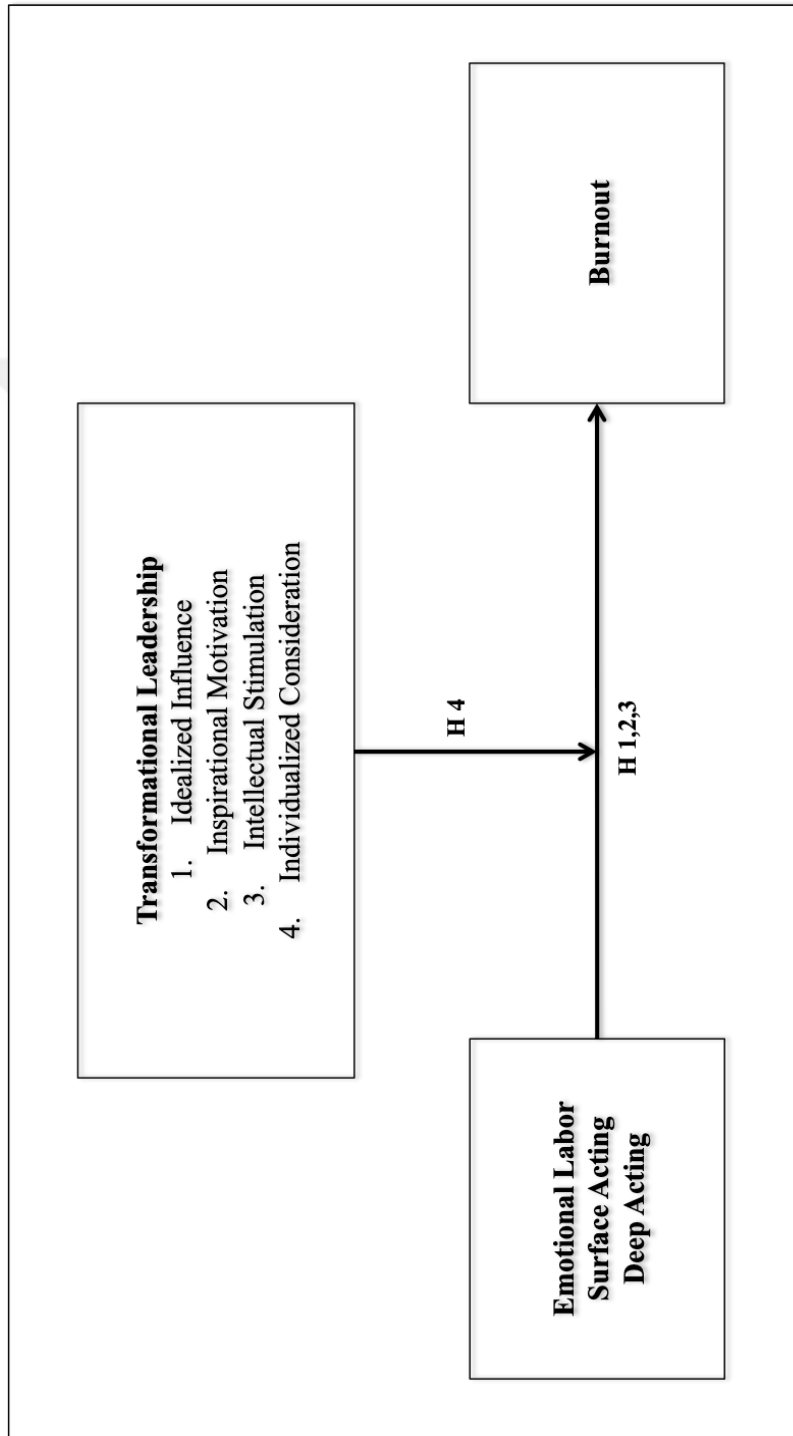 Transformational Leadership
1. Idealized Influence
2. Inspirational Motivation
3. Intellectual Stimulation
4. Individualized Consideration
H 4
Emotional Labor
Surface Acting
Deep Acting
H 1,2,3
Burnout